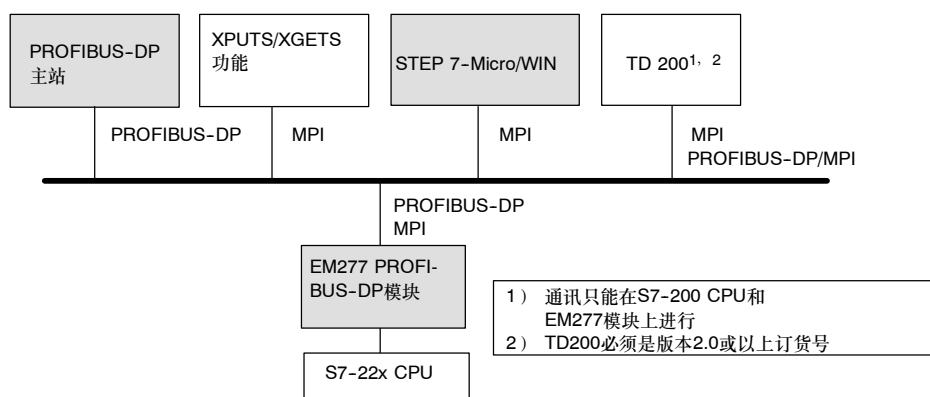 PROFIBUS-DP
主站
XPUTS/XGETS
功能
STEP 7-Micro/WIN
TD 200¹, ²
PROFIBUS-DP
MPI
MPI
MPI
PROFIBUS-DP/MPI
PROFIBUS-DP
MPI
EM277 PROFI-
BUS-DP模块
1） 通讯只能在S7-200 CPU和
EM277模块上进行
2） TD200必须是版本2.0或以上订货号
S7-22x CPU